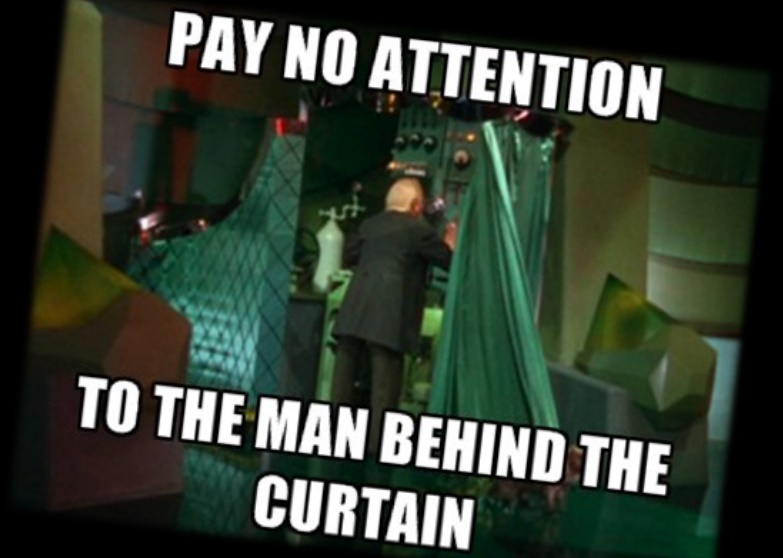 PAY NO ATTENTION
TO THE MAN BEHIND THE
CURTAIN